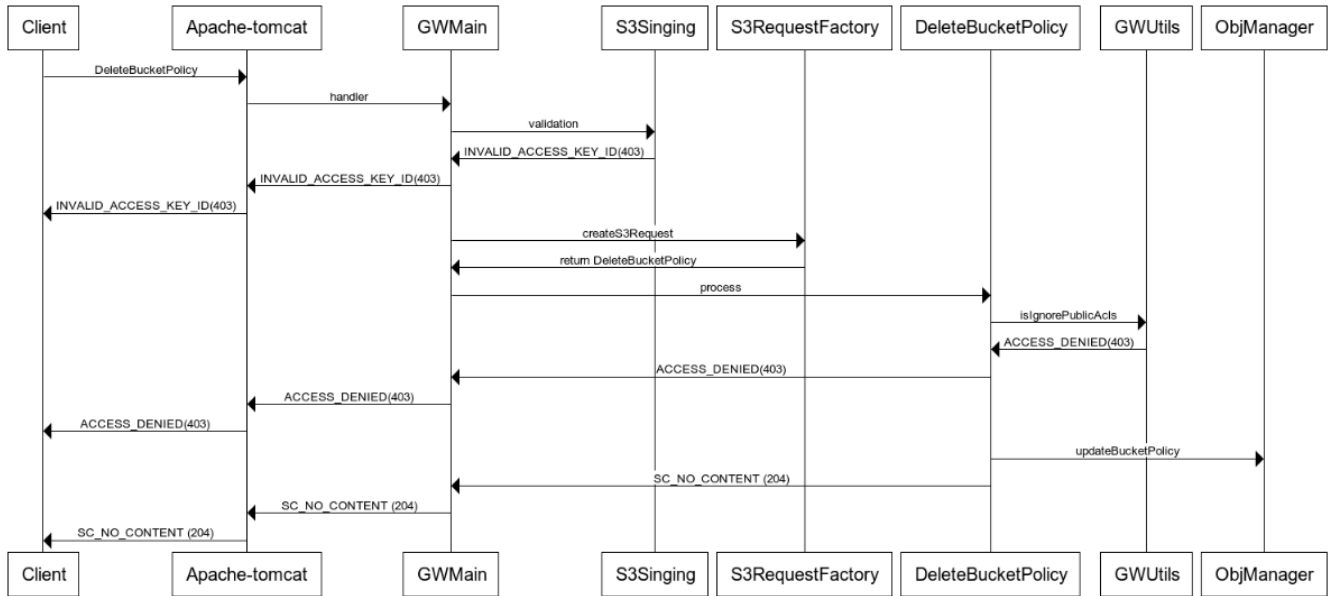 Client Apache-tomcat GWMain S3Singing S3RequestFactory DeleteBucketPolicy GWUtils ObjManager
DeleteBucketPolicy
handler
validation
INVALID_ACCESS_KEY_ID(403)
INVALID_ACCESS_KEY_ID(403)
INVALID_ACCESS_KEY_ID(403)
createS3Request
return DeleteBucketPolicy
process
isIgnorePublicAcls
ACCESS_DENIED(403)
ACCESS_DENIED(403)
ACCESS_DENIED(403)
ACCESS_DENIED(403)
updateBucketPolicy
SC_NO_CONTENT (204)
SC_NO_CONTENT (204)
SC_NO_CONTENT (204)
Client Apache-tomcat GWMain S3Singing S3RequestFactory DeleteBucketPolicy GWUtils ObjManager